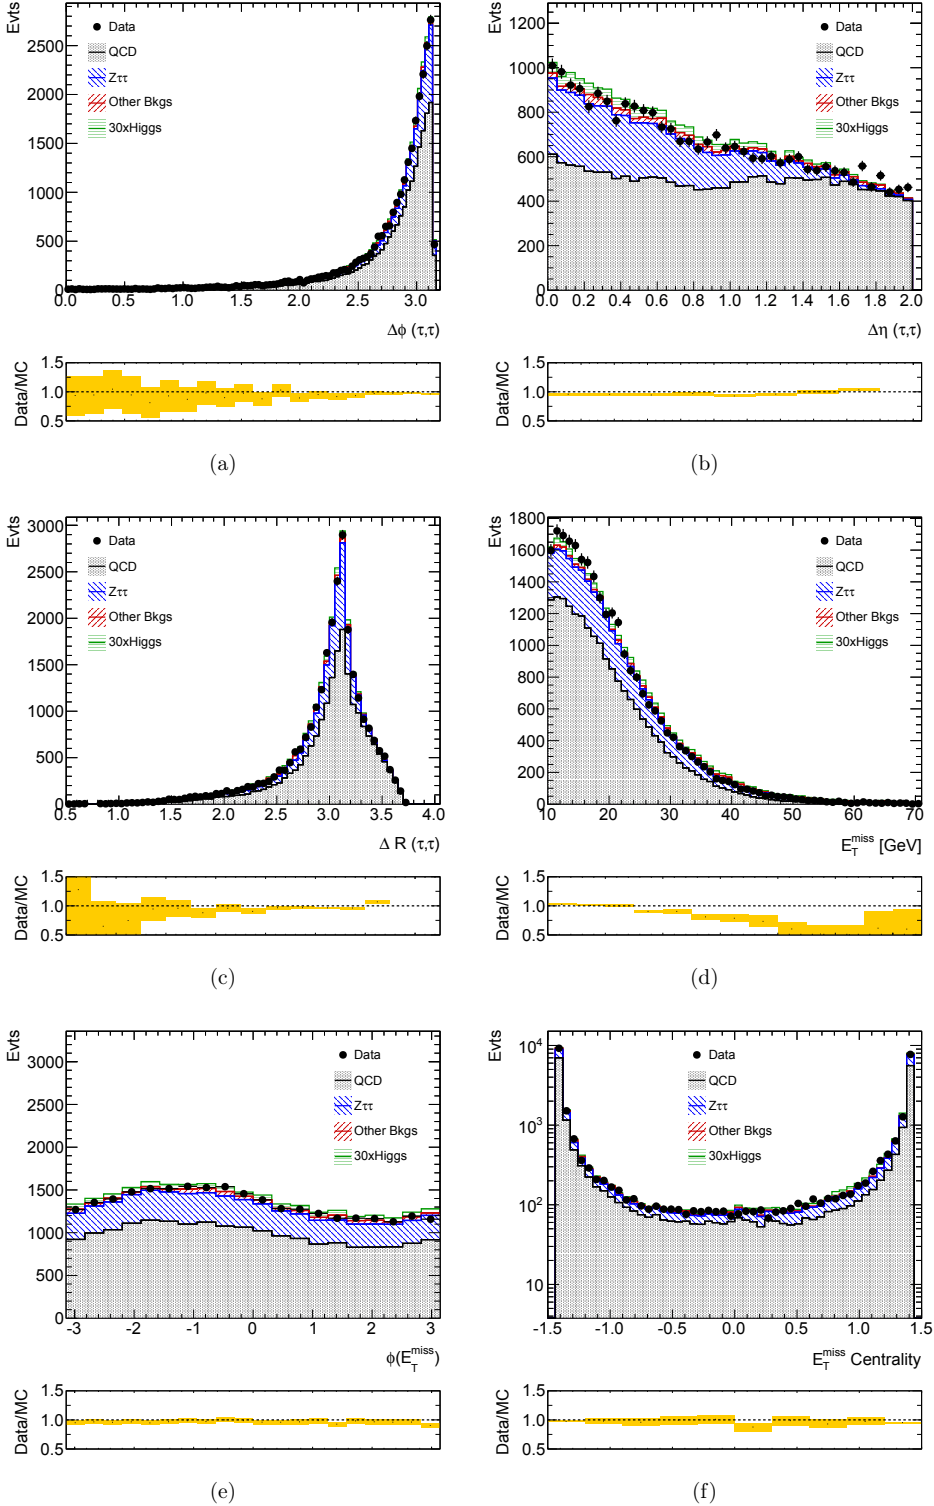 Evts
2500
2000
1500
1000
500
0
Data
QCD
Zττ
Other Bkgs
30xHiggs
0.0 0.5 1.0 1.5 2.0 2.5 3.0
Δϕ (τ,τ)
Data/MC
1.5
1.0
0.5
(a)
Evts
1200
1000
800
600
400
200
0
Data
QCD
Zττ
Other Bkgs
30xHiggs
0.0 0.2 0.4 0.6 0.8 1.0 1.2 1.4 1.6 1.8 2.0
Δη (τ,τ)
Data/MC
1.5
1.0
0.5
(b)
Evts
3000
2500
2000
1500
1000
500
0
Data
QCD
Zττ
Other Bkgs
30xHiggs
0.5 1.0 1.5 2.0 2.5 3.0 3.5 4.0
Δ R (τ,τ)
Data/MC
1.5
1.0
0.5
(c)
Evts
1800
1600
1400
1200
1000
800
600
400
200
0
Data
QCD
Zττ
Other Bkgs
30xHiggs
10 20 30 40 50 60 70
E_T^miss [GeV]
Data/MC
1.5
1.0
0.5
(d)
Evts
3000
2500
2000
1500
1000
500
0
Data
QCD
Zττ
Other Bkgs
30xHiggs
-3 -2 -1 0 1 2 3
ϕ(E_T^miss)
Data/MC
1.5
1.0
0.5
(e)
Evts
10^4
10^3
10^2
10
Data
QCD
Zττ
Other Bkgs
30xHiggs
-1.5 -1.0 -0.5 0.0 0.5 1.0 1.5
E_T^miss Centrality
Data/MC
1.5
1.0
0.5
(f)